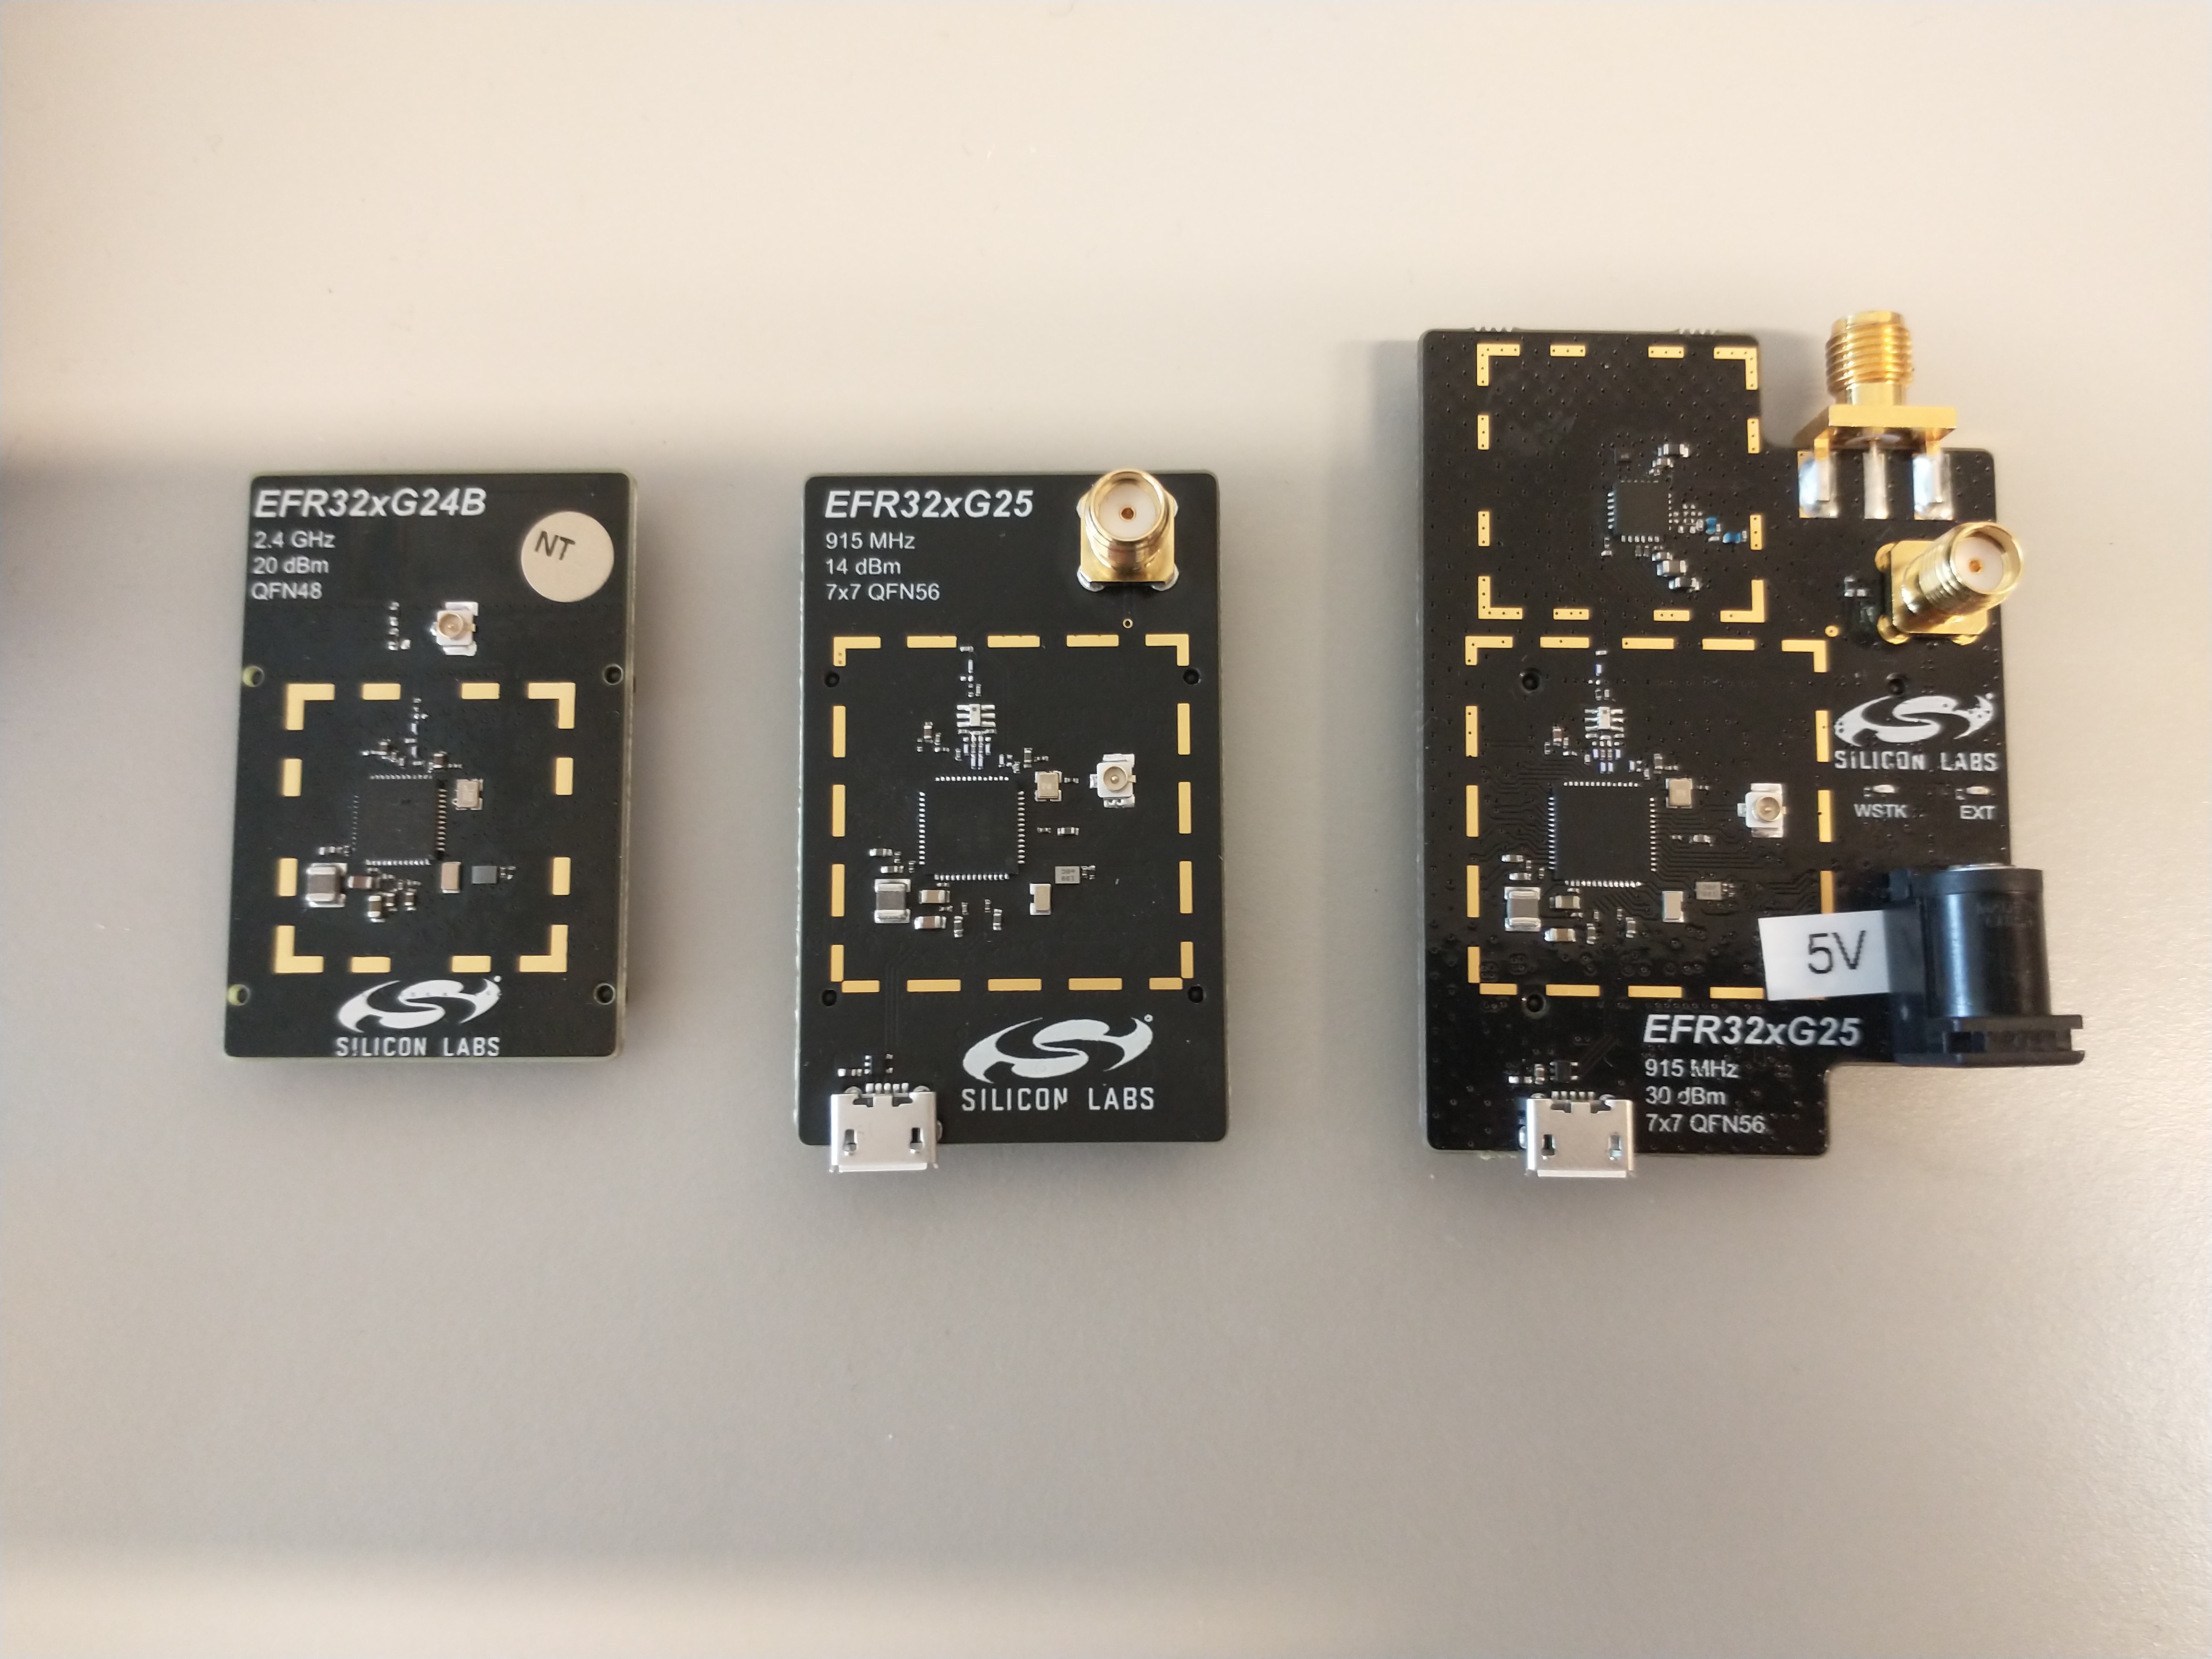 EFR32xG24B
2.4 GHz
20 dBm
QFN48
NT
SILICON LABS
EFR32xG25
915 MHz
14 dBm
7x7 QFN56
SILICON LABS
SILICON LABS
WSTK
EXT
5V
EFR32xG25
915 MHz
30 dBm
7x7 QFN56